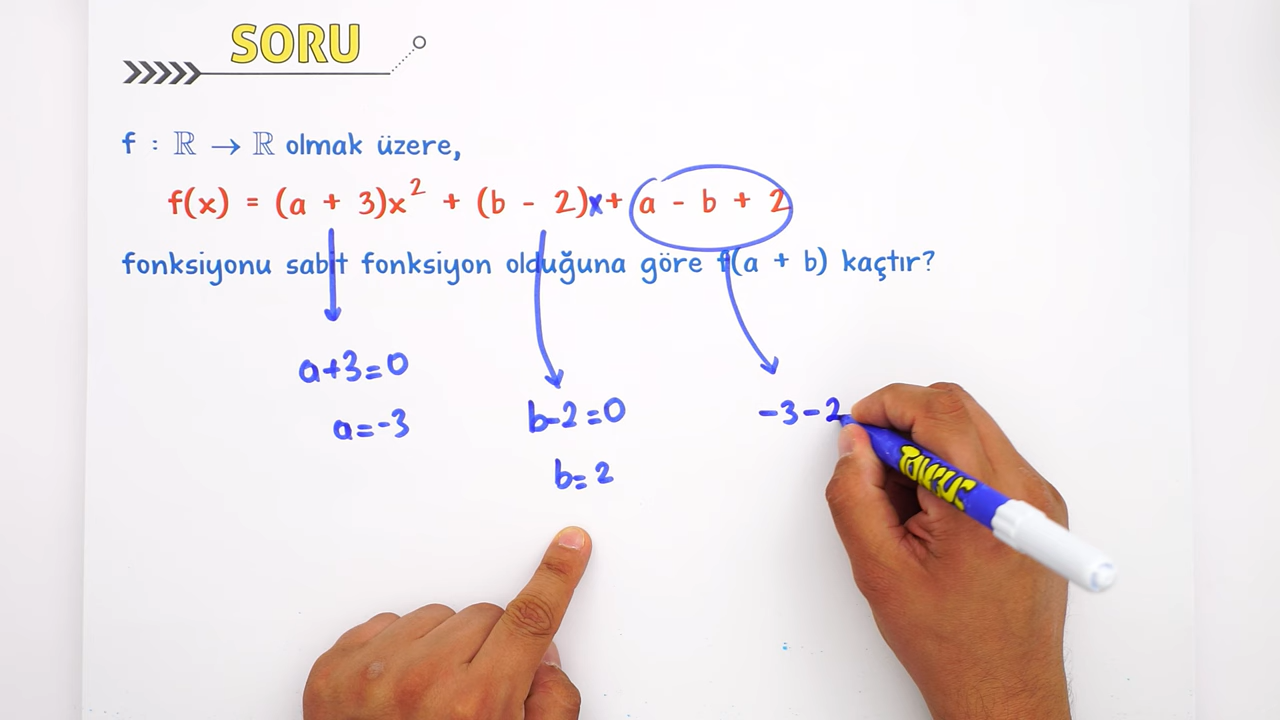 SORU
f : ℝ → ℝ olmak üzere,
f(x) = (a + 3)x² + (b - 2)x + a - b + 2
fonksiyonu sabit fonksiyon olduğuna göre f(a + b) kaçtır?
a+3=0
a=-3
b-2=0
b=2
-3-2